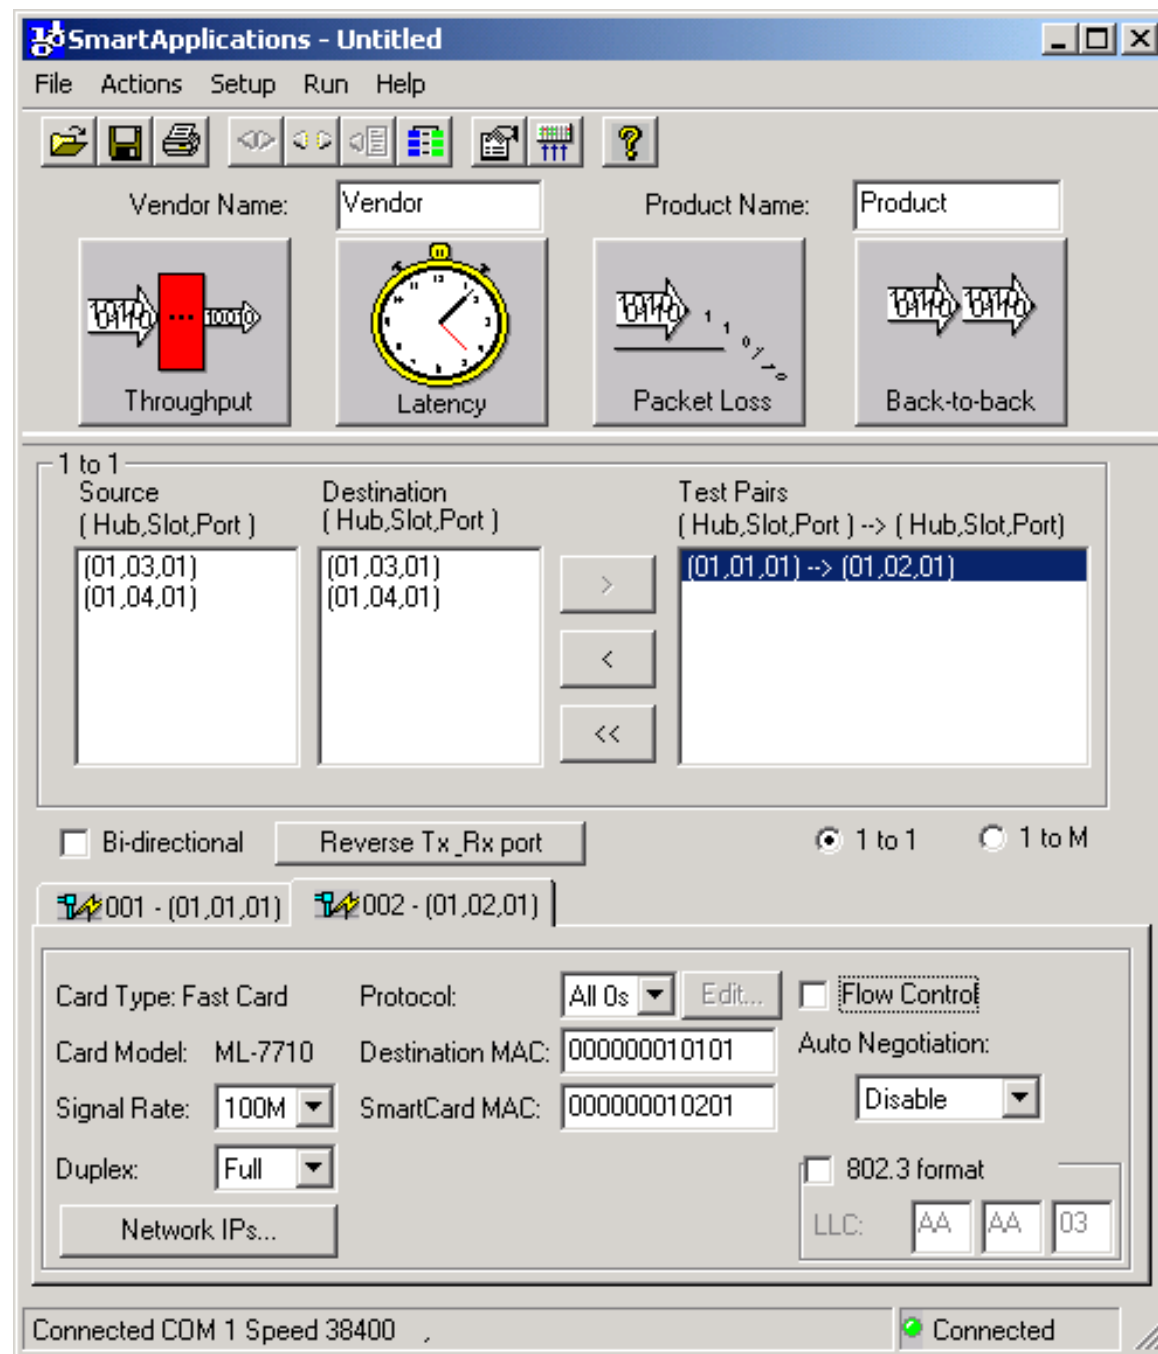 SmartApplications - Untitled
File Actions Setup Run Help
Vendor Name: Vendor Product Name: Product
Throughput Latency Packet Loss Back-to-back
1 to 1
Source Destination Test Pairs
( Hub,Slot,Port ) ( Hub,Slot,Port ) ( Hub,Slot,Port ) --> ( Hub,Slot,Port)
(01,03,01) (01,03,01) > (01,01,01) --> (01,02,01)
(01,04,01) (01,04,01)
<
<<
Bi-directional Reverse Tx_Rx port 1 to 1 1 to M
001 - (01,01,01) 002 - (01,02,01)
Card Type: Fast Card Protocol: All 0s Edit... Flow Control
Card Model: ML-7710 Destination MAC: 000000010101 Auto Negotiation:
Signal Rate: 100M SmartCard MAC: 000000010201 Disable
Duplex: Full 802.3 format
Network IPs... LLC: AA AA 03
Connected COM 1 Speed 38400 , Connected